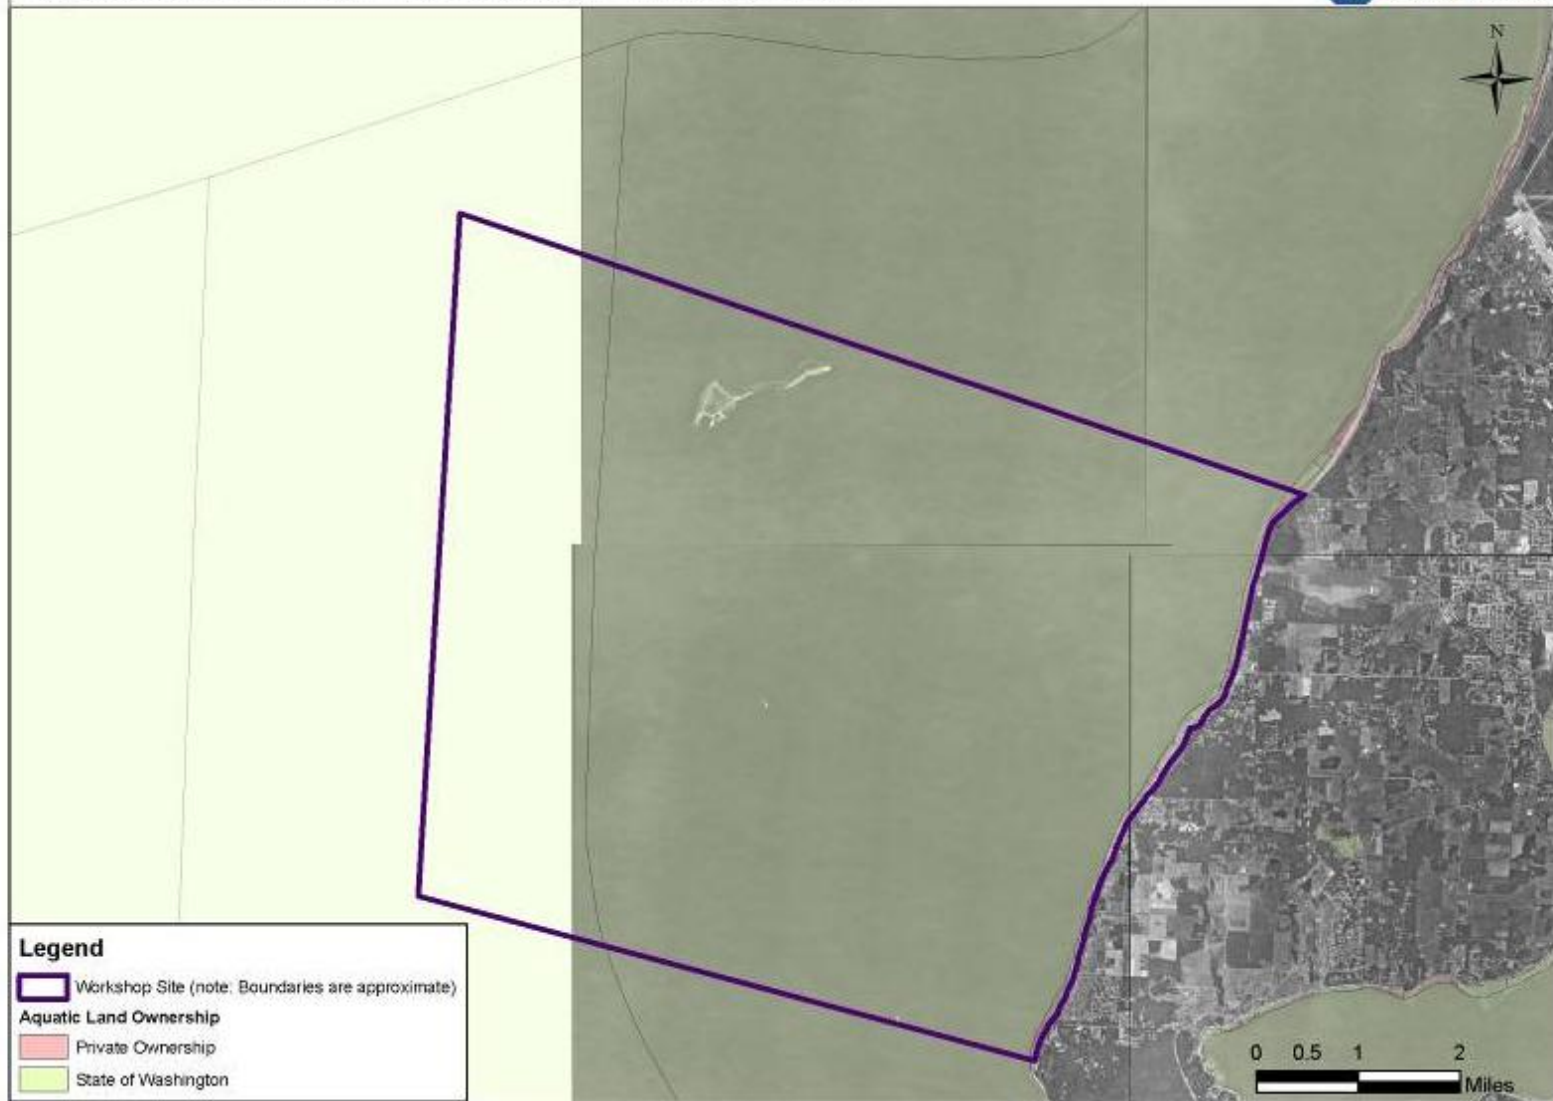 N
Legend
Workshop Site (note: Boundaries are approximate)
Aquatic Land Ownership
Private Ownership
State of Washington
0 0.5 1 2
Miles